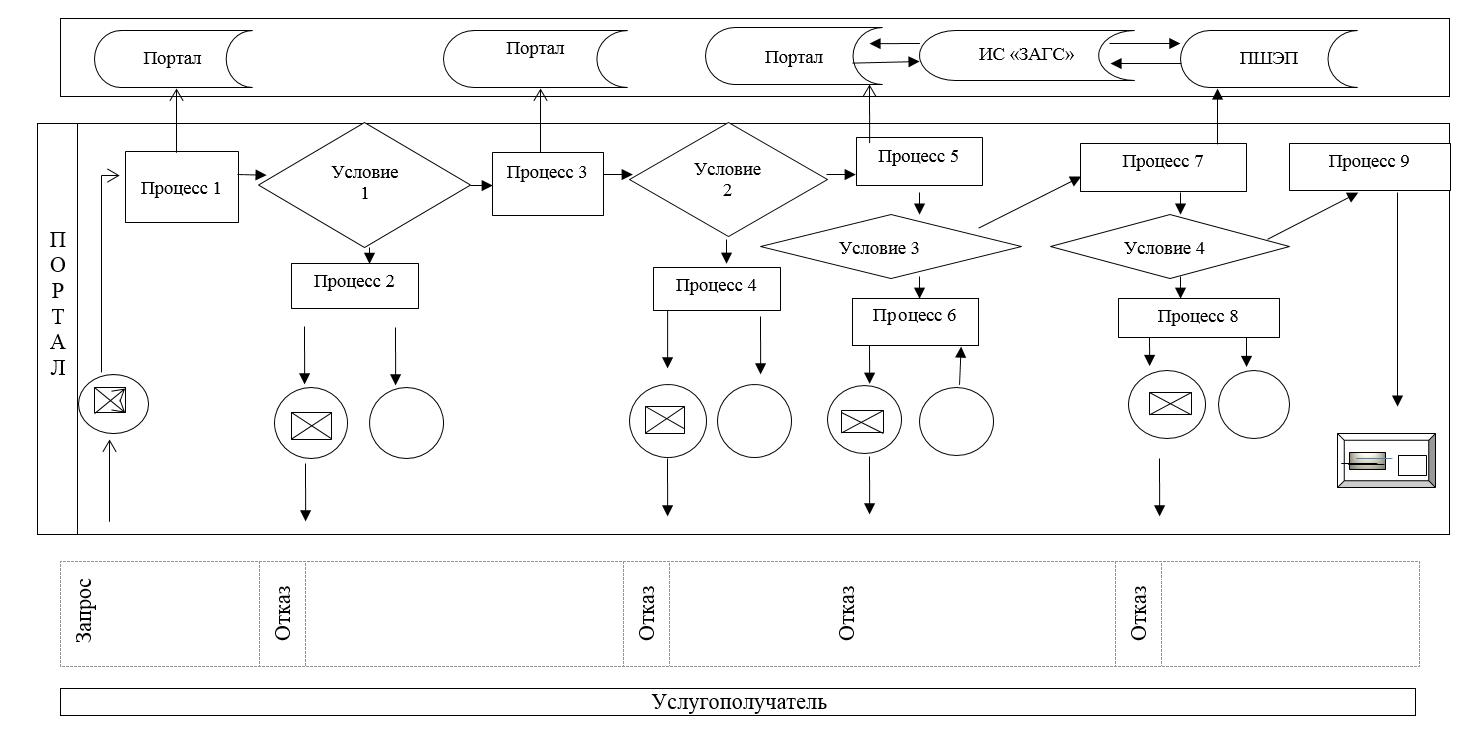 Портал
Портал
Портал
ИС «ЗАГС»
ПШЭП
ПОРТАЛ
Процесс 1
Условие
1
Процесс 3
Условие
2
Процесс 5
Процесс 7
Процесс 9
Условие 3
Условие 4
Процесс 2
Процесс 4
Процесс 6
Процесс 8
Запрос
Отказ
Отказ
Отказ
Отказ
Услугополучатель